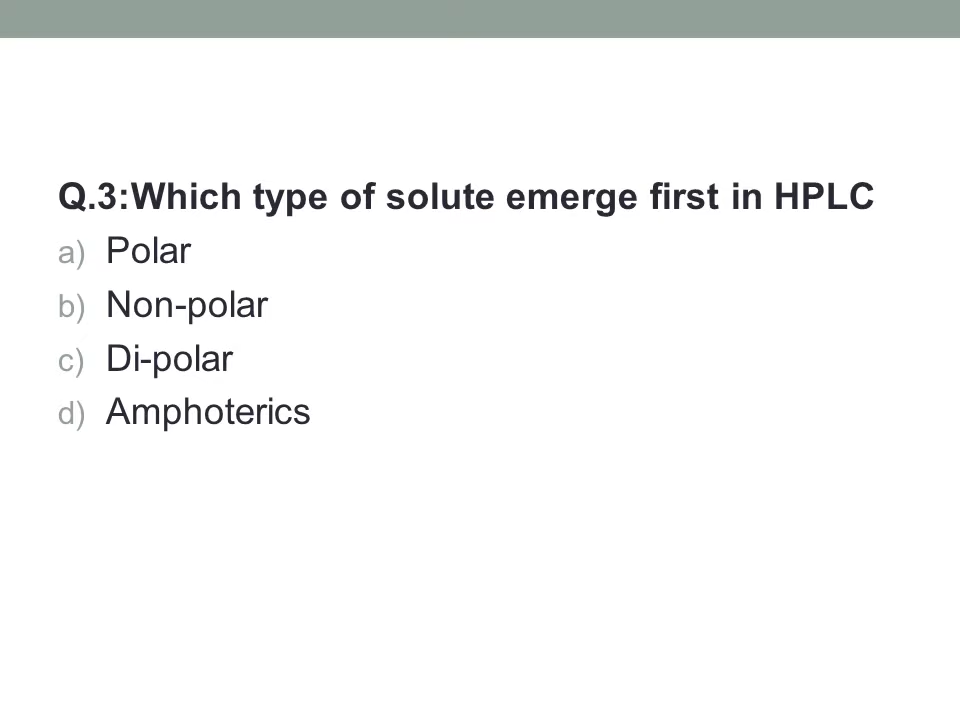 Q.3:Which type of solute emerge first in HPLC
a) Polar
b) Non-polar
c) Di-polar
d) Amphoterics